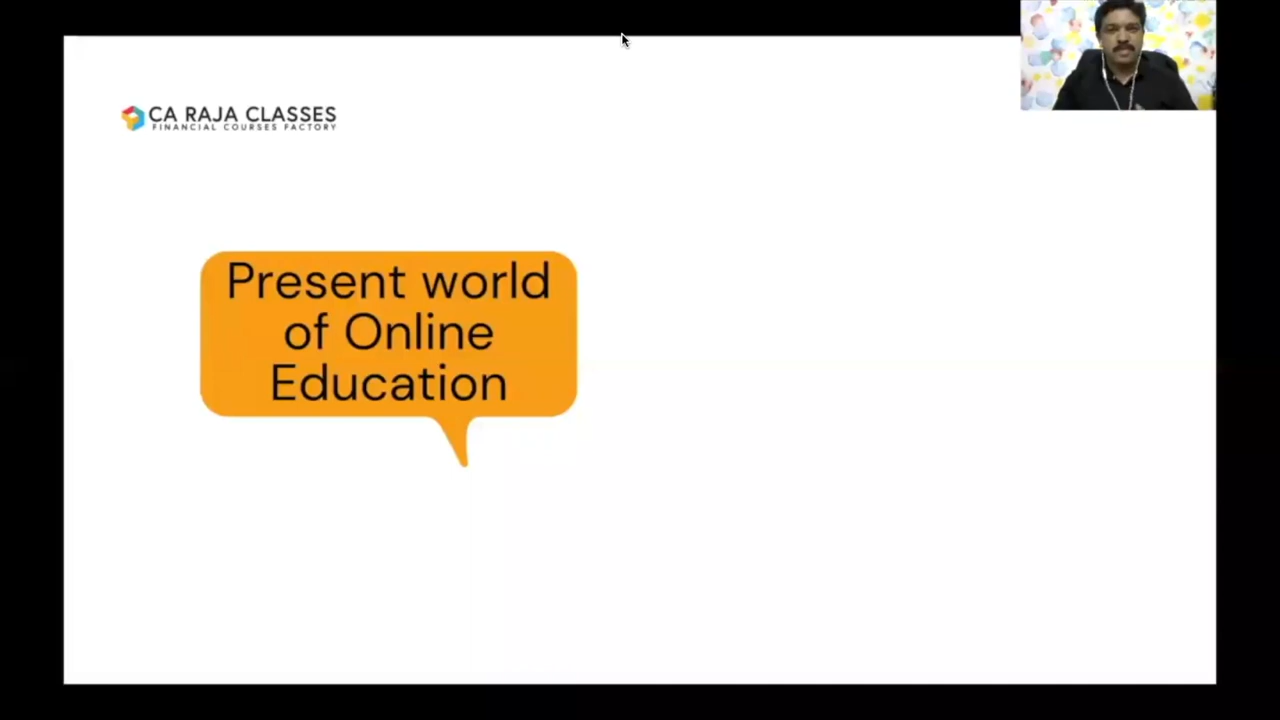 CA RAJA CLASSES
FINANCIAL COURSES FACTORY
Present world
of Online
Education